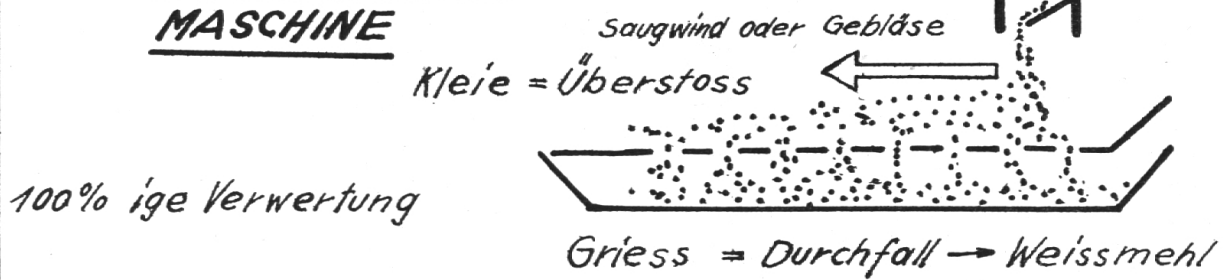 MASCHINE
Saugwind oder Gebläse
Kleie = Überstoss
100% ige Verwertung
Griess = Durchfall → Weissmehl